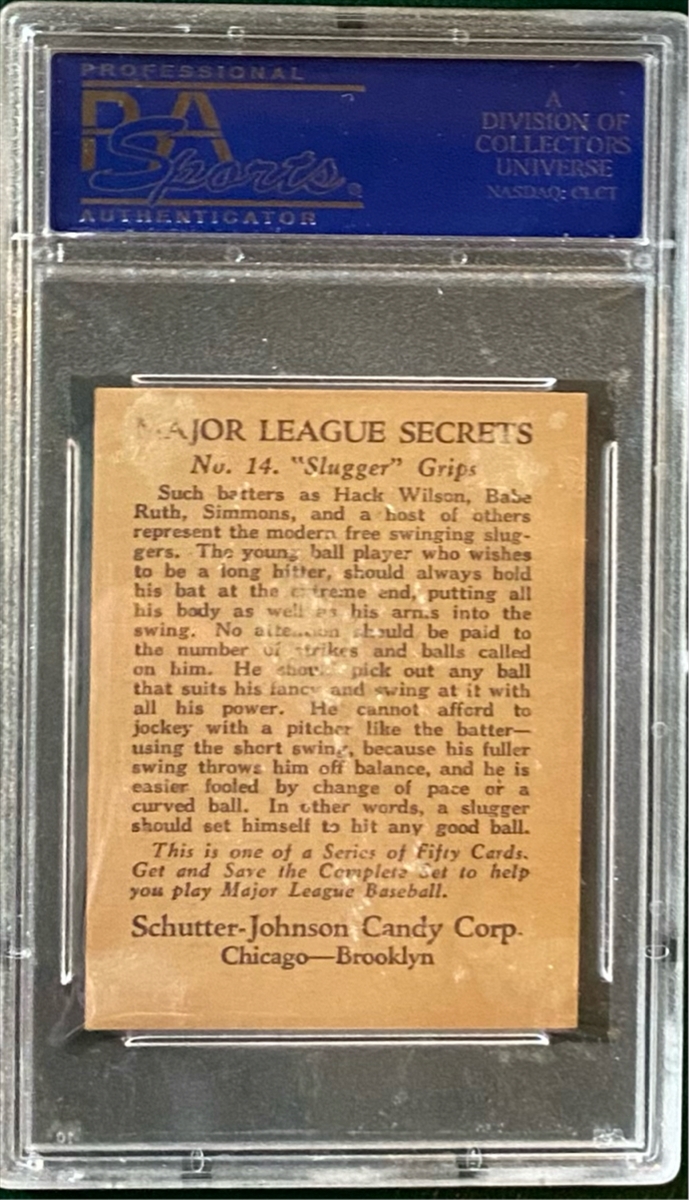 PROFESSIONAL
PSA
Sports
AUTHENTICATOR
A
DIVISION OF
COLLECTORS
UNIVERSE
NASDAQ: CLCT
MAJOR LEAGUE SECRETS
No. 14. "Slugger" Grips
Such batters as Hack Wilson, Babe
Ruth, Simmons, and a host of others
represent the modern free swinging slug-
gers. The young ball player who wishes
to be a long hitter, should always hold
his bat at the extreme end, putting all
his body as well as his arms into the
swing. No attention should be paid to
the number of strikes and balls called
on him. He should pick out any ball
that suits his fancy and swing at it with
all his power. He cannot afford to
jockey with a pitcher like the batter—
using the short swing, because his fuller
swing throws him off balance, and he is
easier fooled by change of pace or a
curved ball. In other words, a slugger
should set himself to hit any good ball.
This is one of a Series of Fifty Cards.
Get and Save the Complete Set to help
you play Major League Baseball.
Schutter-Johnson Candy Corp.
Chicago—Brooklyn